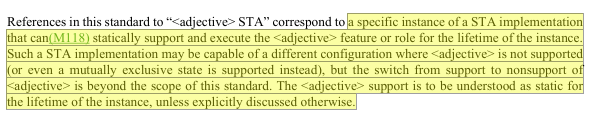 References in this standard to “<adjective> STA” correspond to a specific instance of a STA implementation
that can(M118) statically support and execute the <adjective> feature or role for the lifetime of the instance.
Such a STA implementation may be capable of a different configuration where <adjective> is not supported
(or even a mutually exclusive state is supported instead), but the switch from support to nonsupport of
<adjective> is beyond the scope of this standard. The <adjective> support is to be understood as static for
the lifetime of the instance, unless explicitly discussed otherwise.